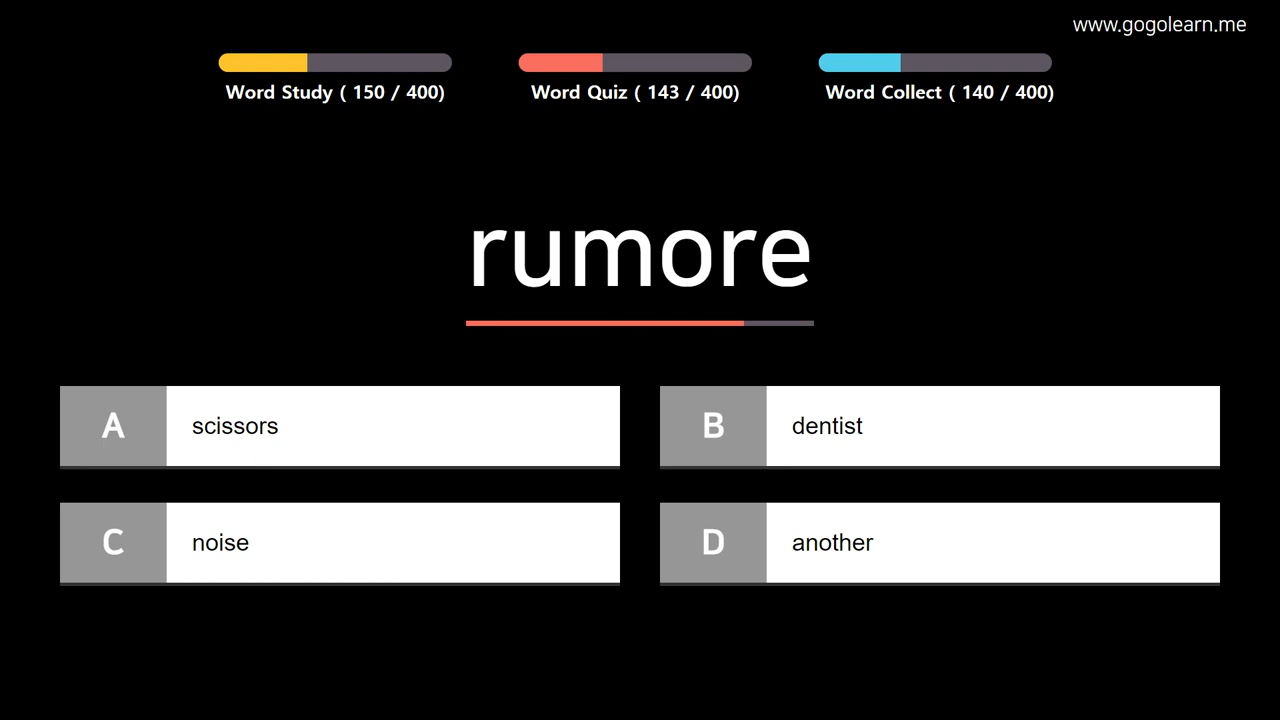 www.gogolearn.me
Word Study ( 150 / 400)
Word Quiz ( 143 / 400)
Word Collect ( 140 / 400)
rumore
A scissors
B dentist
C noise
D another